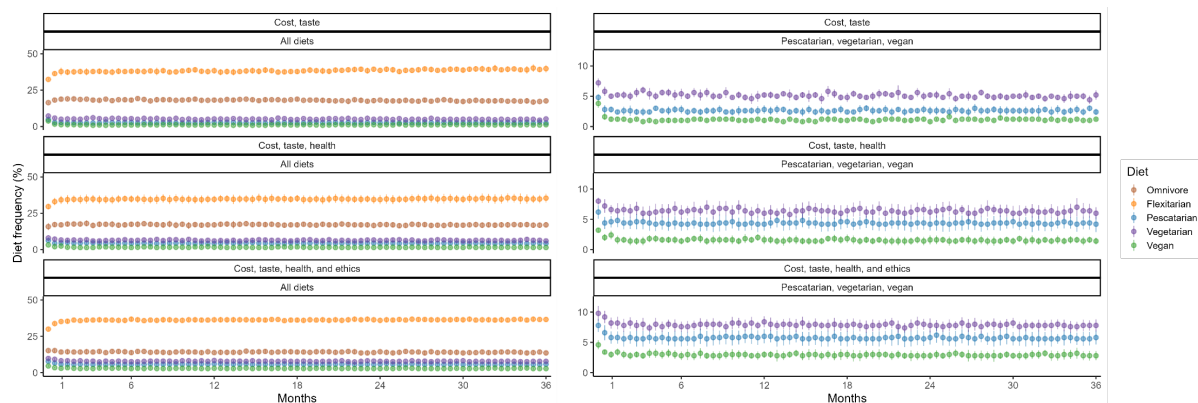 Cost, taste
All diets
50
25
0
Cost, taste, health
All diets
50
25
0
Cost, taste, health, and ethics
All diets
50
25
0
1
6
12
24
30
36
Months
Diet frequency (%)
Cost, taste
Pescatarian, vegetarian, vegan
10
5
0
Cost, taste, health
Pescatarian, vegetarian, vegan
10
5
0
Cost, taste, health, and ethics
Pescatarian, vegetarian, vegan
10
5
0
1
6
12
24
30
36
Months
Diet
Omnivore
Flexitarian
Pescatarian
Vegetarian
Vegan